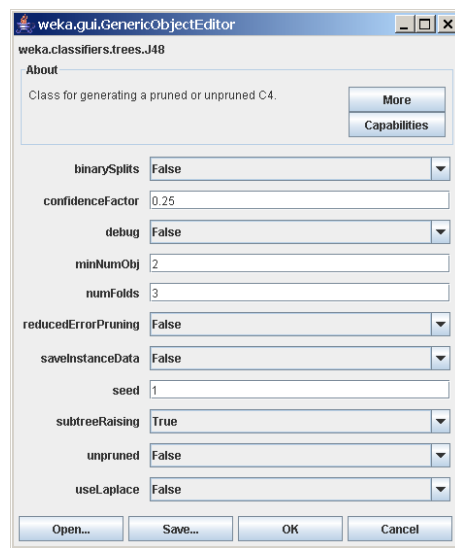 weka.gui.GenericObjectEditor
weka.classifiers.trees.J48
About
Class for generating a pruned or unpruned C4.
More
Capabilities
binarySplits False
confidenceFactor 0.25
debug False
minNumObj 2
numFolds 3
reducedErrorPruning False
saveInstanceData False
seed 1
subtreeRaising True
unpruned False
useLaplace False
Open... Save... OK Cancel